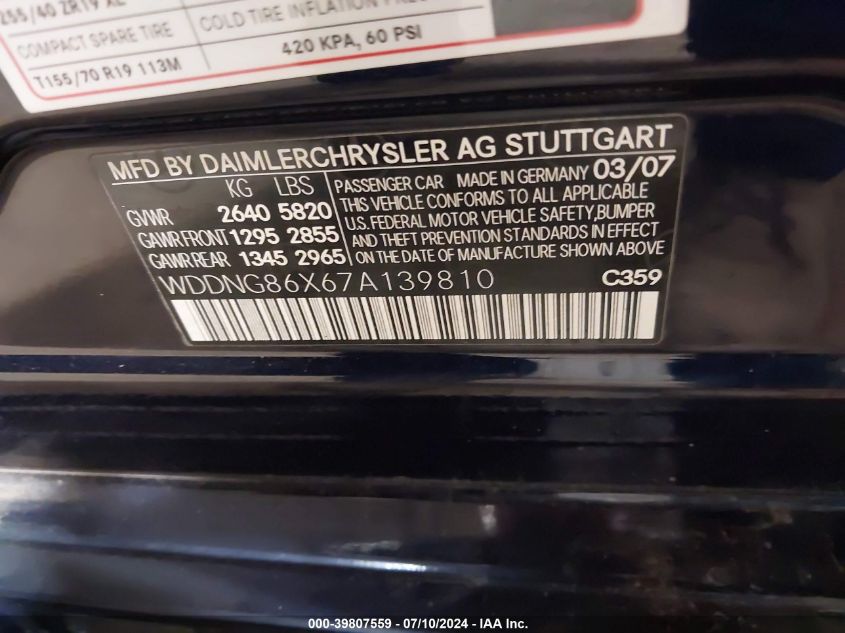 255/40 ZR19 XL
COMPACT SPARE TIRE COLD TIRE INFLATION
T155/70 R19 113M 420 KPA, 60 PSI
MFD BY DAIMLERCHRYSLER AG STUTTGART
KG LBS PASSENGER CAR MADE IN GERMANY 03/07
GVWR 2640 5820 THIS VEHICLE CONFORMS TO ALL APPLICABLE
U.S. FEDERAL MOTOR VEHICLE SAFETY, BUMPER
GAWR FRONT 1295 2855 AND THEFT PREVENTION STANDARDS IN EFFECT
GAWR REAR 1345 2965 ON THE DATE OF MANUFACTURE SHOWN ABOVE
WDDNG86X67A139810 C359
000-39807559 / 07/10/2024 - IAA Inc.